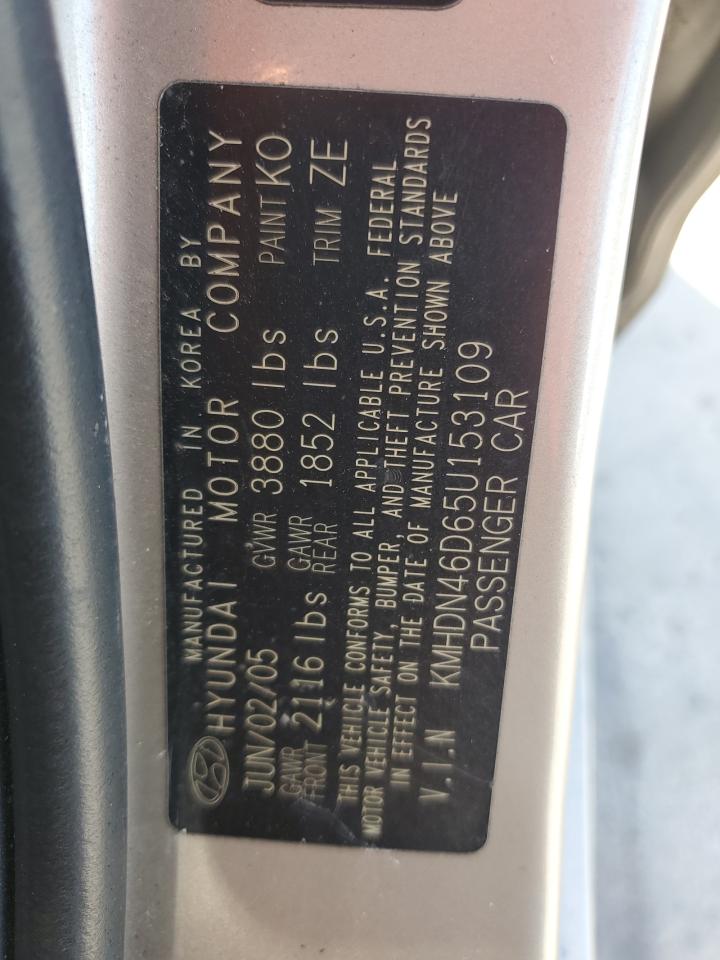 MANUFACTURED IN KOREA BY
HYUNDAI MOTOR COMPANY
JUN/02/05 GVWR 3880 lbs PAINT KO
GAWR FRONT 2116 lbs GAWR REAR 1852 lbs TRIM ZE
THIS VEHICLE CONFORMS TO ALL APPLICABLE U.S.A. FEDERAL
MOTOR VEHICLE SAFETY, BUMPER, AND THEFT PREVENTION STANDARDS
IN EFFECT ON THE DATE OF MANUFACTURE SHOWN ABOVE
V.I.N KMHDN46D65U153109
PASSENGER CAR